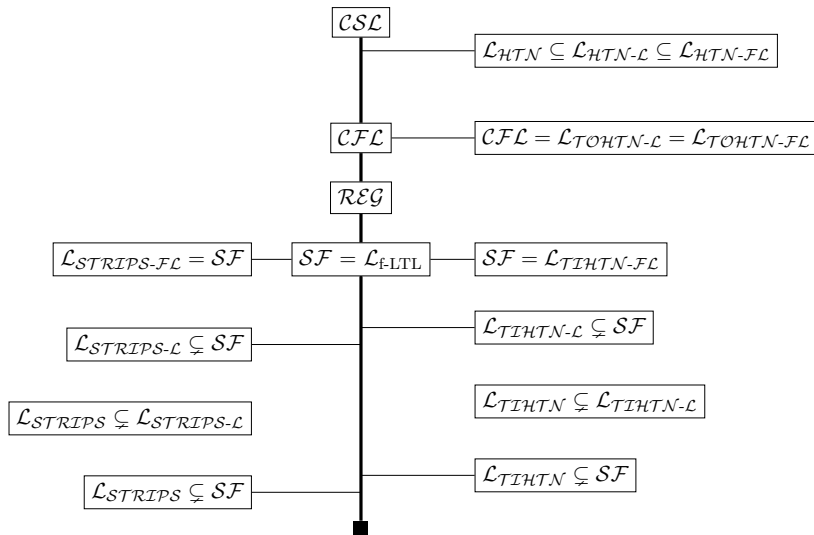 𝒞𝒮ℒ
ℒ_ℋ𝒯𝒩 ⊆ ℒ_ℋ𝒯𝒩-ℒ ⊆ ℒ_ℋ𝒯𝒩-ℱℒ
𝒞ℱℒ
𝒞ℱℒ = ℒ_𝒯𝒪ℋ𝒯𝒩-ℒ = ℒ_𝒯𝒪ℋ𝒯𝒩-ℱℒ
ℛℰ𝒢
ℒ_𝒮𝒯ℛℐ𝒫𝒮-ℱℒ = 𝒮ℱ
𝒮ℱ = ℒ_f-LTL
𝒮ℱ = ℒ_𝒯ℐℋ𝒯𝒩-ℱℒ
ℒ_𝒯ℐℋ𝒯𝒩-ℒ ⊊ 𝒮ℱ
ℒ_𝒮𝒯ℛℐ𝒫𝒮-ℒ ⊊ 𝒮ℱ
ℒ_𝒯ℐℋ𝒯𝒩 ⊊ ℒ_𝒯ℐℋ𝒯𝒩-ℒ
ℒ_𝒮𝒯ℛℐ𝒫𝒮 ⊊ ℒ_𝒮𝒯ℛℐ𝒫𝒮-ℒ
ℒ_𝒯ℐℋ𝒯𝒩 ⊊ 𝒮ℱ
ℒ_𝒮𝒯ℛℐ𝒫𝒮 ⊊ 𝒮ℱ